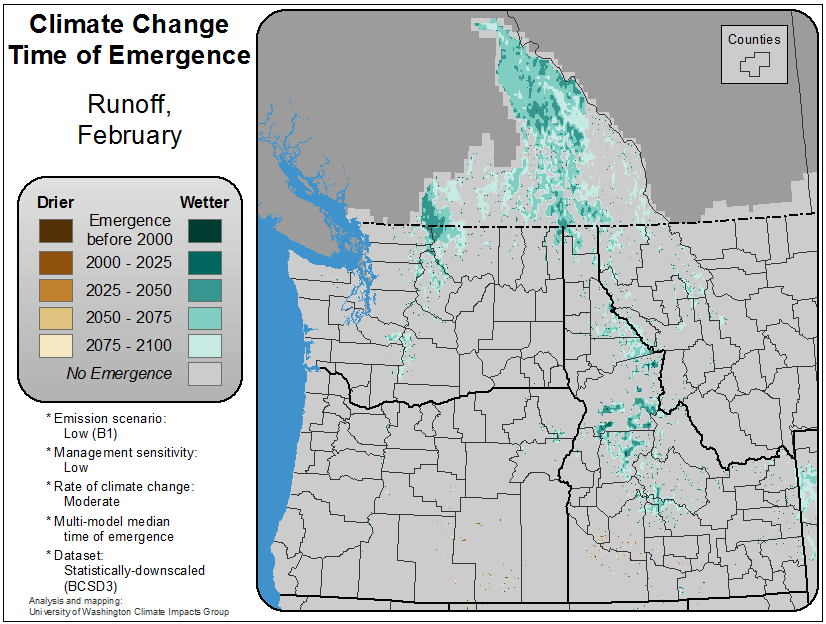 Climate Change
Time of Emergence
Runoff,
February
Counties
Drier Wetter
Emergence
before 2000
2000 - 2025
2025 - 2050
2050 - 2075
2075 - 2100
No Emergence
* Emission scenario:
Low (B1)
* Management sensitivity:
Low
* Rate of climate change:
Moderate
* Multi-model median
time of emergence
* Dataset:
Statistically-downscaled
(BCSD3)
Analysis and mapping:
University of Washington Climate Impacts Group